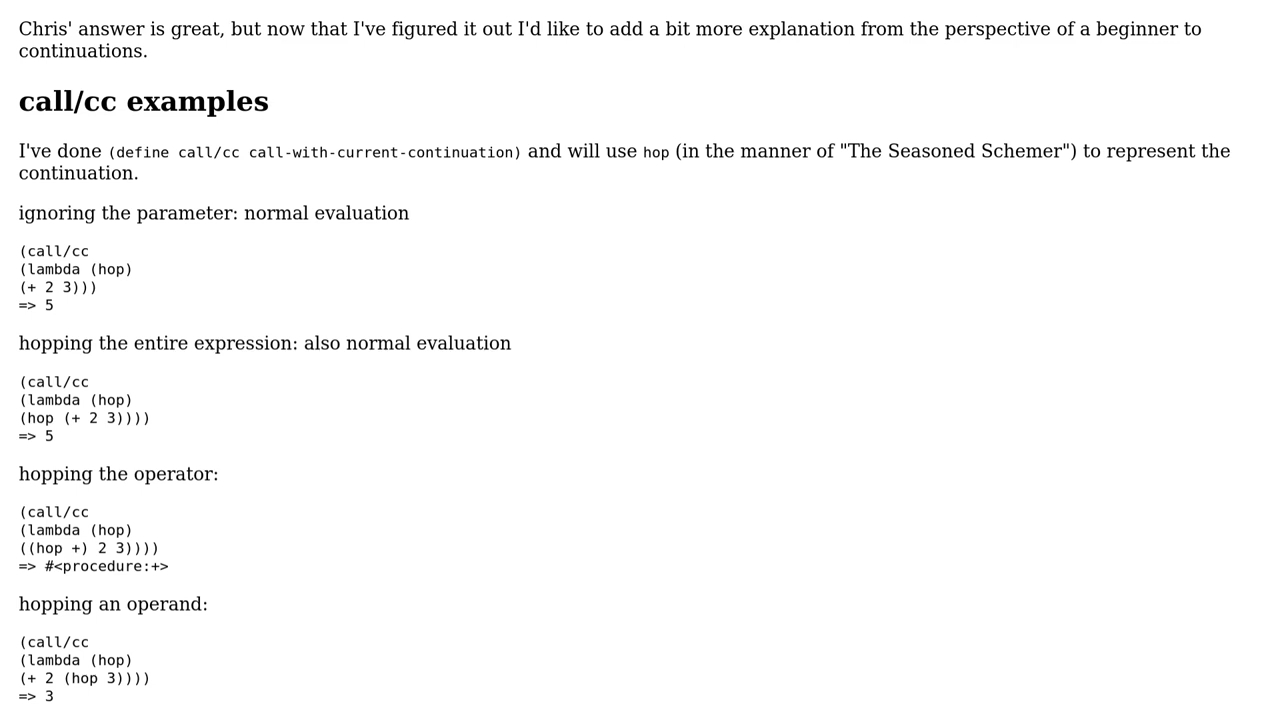 Chris' answer is great, but now that I've figured it out I'd like to add a bit more explanation from the perspective of a beginner to
continuations.
call/cc examples
I've done (define call/cc call-with-current-continuation) and will use hop (in the manner of "The Seasoned Schemer") to represent the
continuation.
ignoring the parameter: normal evaluation
(call/cc
(lambda (hop)
(+ 2 3)))
=> 5
hopping the entire expression: also normal evaluation
(call/cc
(lambda (hop)
(hop (+ 2 3))))
=> 5
hopping the operator:
(call/cc
(lambda (hop)
((hop +) 2 3))))
=> #<procedure:+>
hopping an operand:
(call/cc
(lambda (hop)
(+ 2 (hop 3))))
=> 3